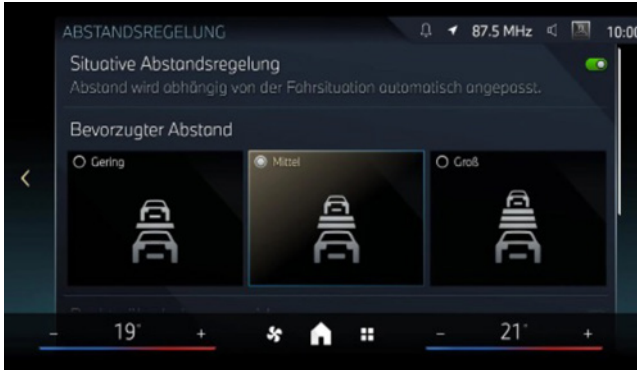 ABSTANDSREGELUNG
87.5 MHz
10:00
Situative Abstandsregelung
Abstand wird abhängig von der Fahrsituation automatisch angepasst.
Bevorzugter Abstand
Gering
Mittel
Groß
- 19° +
- 21° +